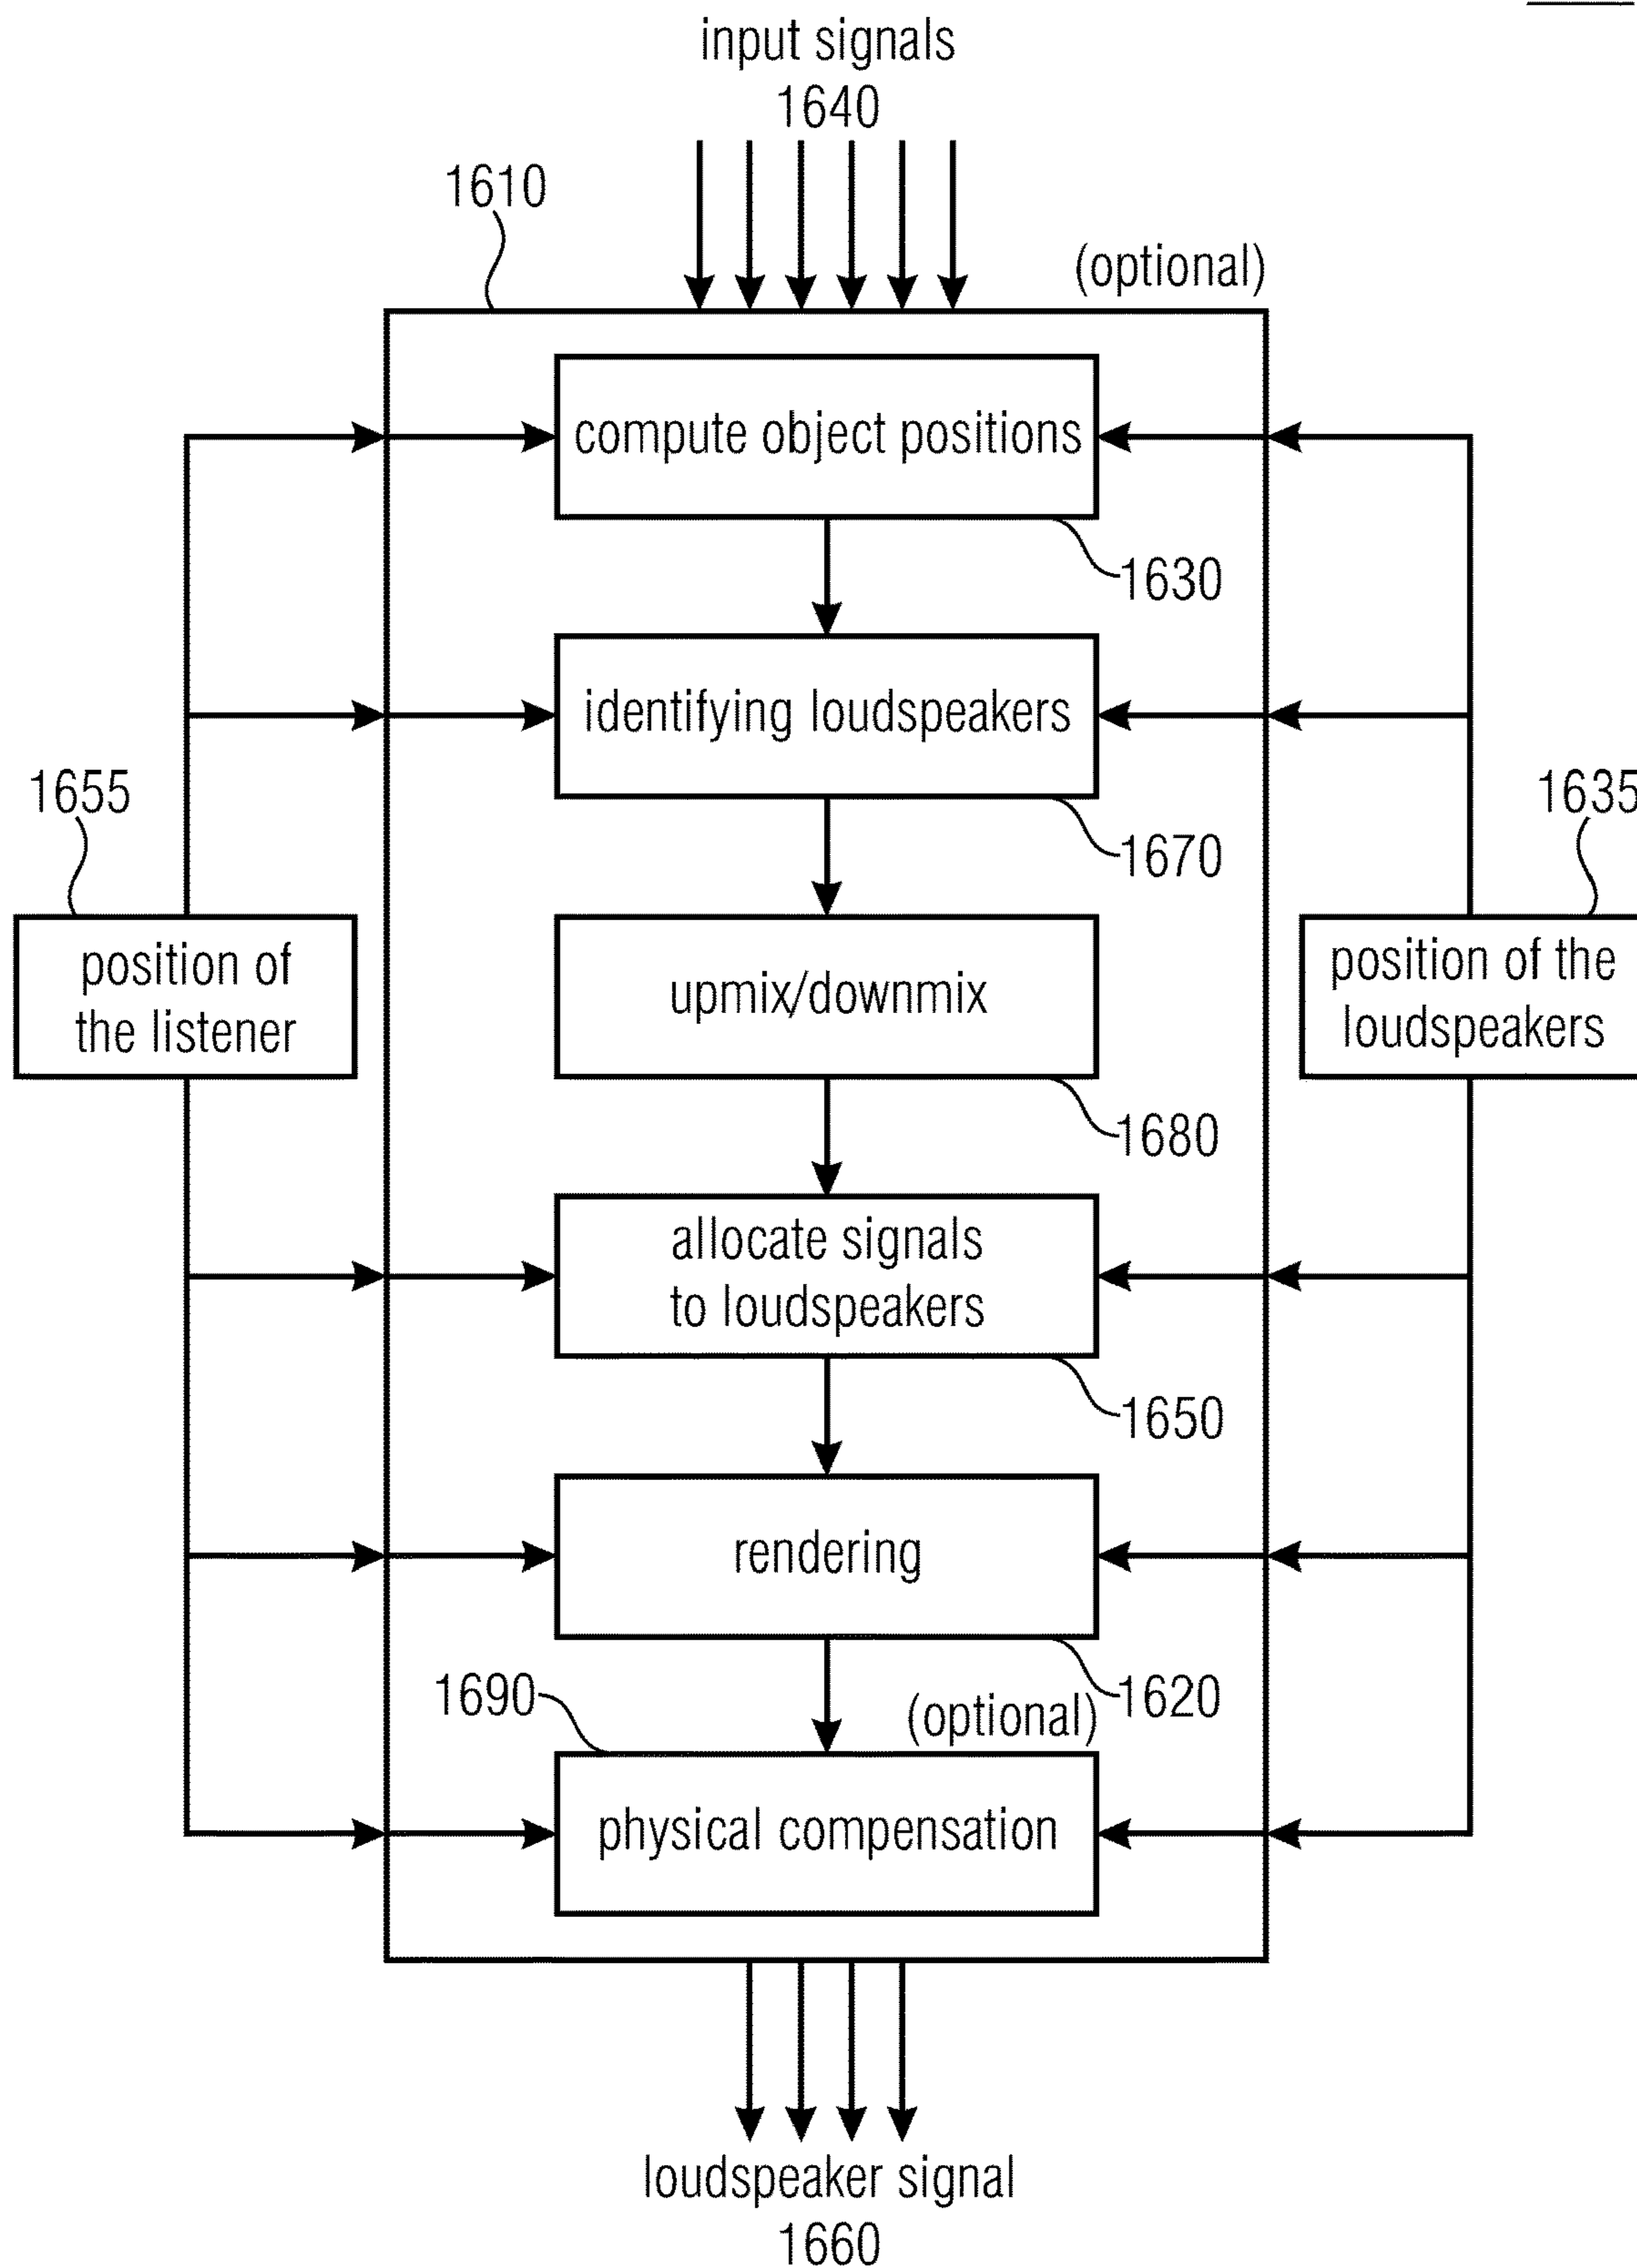 input signals
1640
1610
(optional)
compute object positions
1630
identifying loudspeakers
1670
1655
1635
position of
the listener
upmix/downmix
position of the
loudspeakers
1680
allocate signals
to loudspeakers
1650
rendering
1690
(optional)
1620
physical compensation
loudspeaker signal
1660